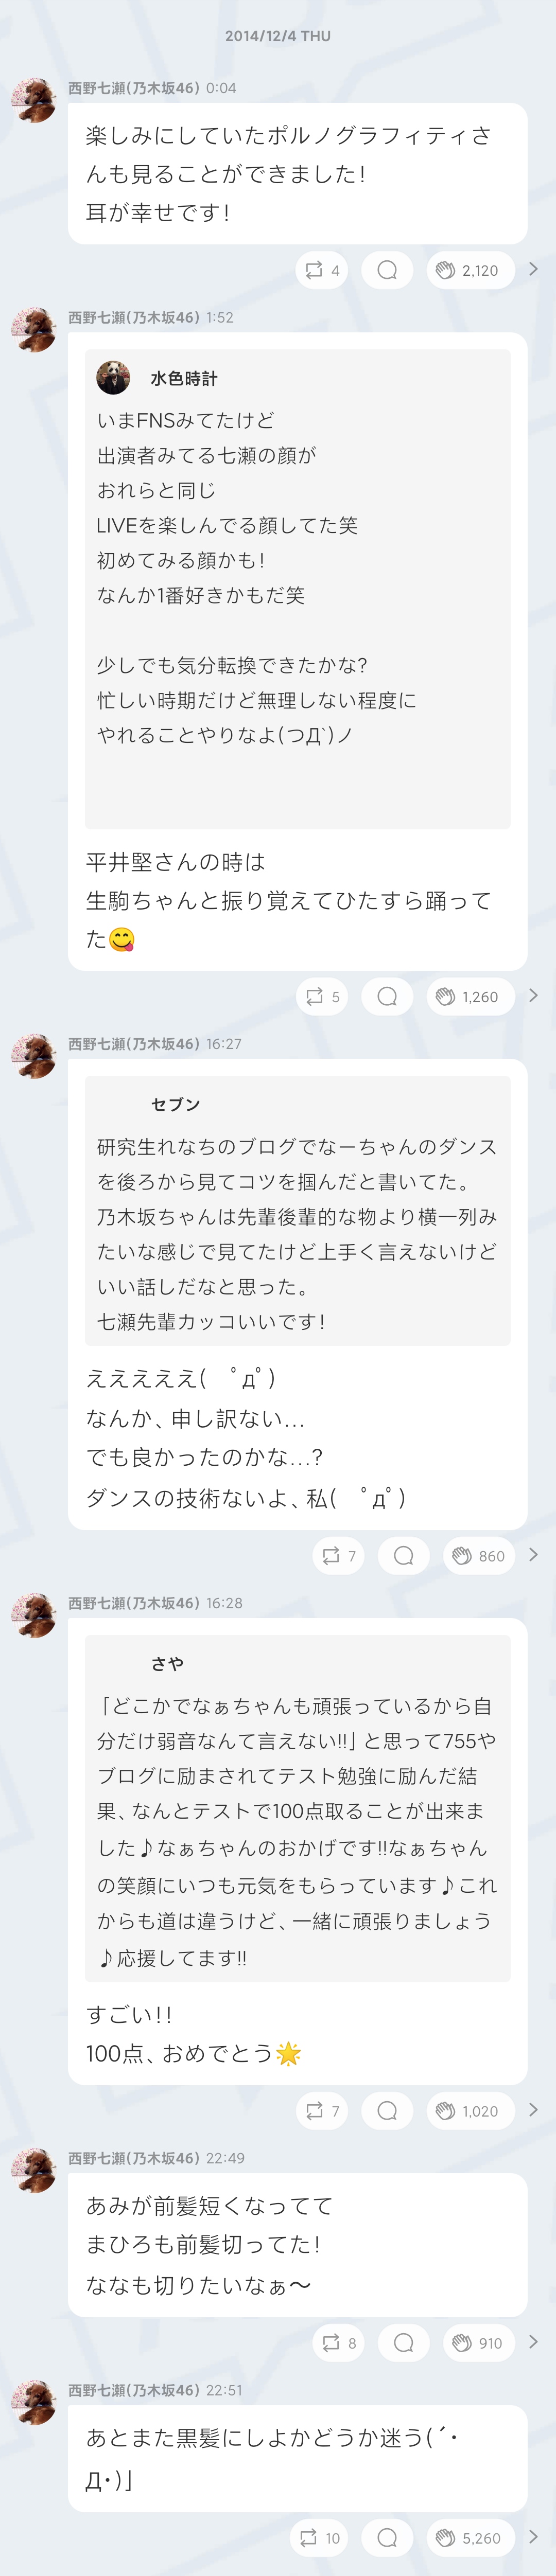 2014/12/4 THU
西野七瀬(乃木坂46) 0:04
楽しみにしていたポルノグラフィティさ
んも見ることができました!
耳が幸せです!
4
2,120
西野七瀬(乃木坂46) 1:52
水色時計
いまFNSみてたけど
出演者みてる七瀬の顔が
おれらと同じ
LIVEを楽しんでる顔してた笑
初めてみる顔かも!
なんか1番好きかもだ笑
少しでも気分転換できたかな?
忙しい時期だけど無理しない程度に
やれることやりなよ(つД`)ノ
平井堅さんの時は
生駒ちゃんと振り覚えてひたすら踊って
た😋
5
1,260
西野七瀬(乃木坂46) 16:27
セブン
研究生れなちのブログでなーちゃんのダンス
を後ろから見てコツを掴んだと書いてた。
乃木坂ちゃんは先輩後輩的な物より横一列み
たいな感じで見てたけど上手く言えないけど
いい話しだなと思った。
七瀬先輩カッコいいです!
えええええ(　ﾟдﾟ)
なんか、申し訳ない...
でも良かったのかな...?
ダンスの技術ないよ、私(　ﾟдﾟ)
7
860
西野七瀬(乃木坂46) 16:28
さや
「どこかでなぁちゃんも頑張っているから自
分だけ弱音なんて言えない!!」と思って755や
ブログに励まされてテスト勉強に励んだ結
果、なんとテストで100点取ることが出来ま
した♪なぁちゃんのおかげです!!なぁちゃん
の笑顔にいつも元気をもらっています♪これ
からも道は違うけど、一緒に頑張りましょう
♪応援してます!!
すごい!!
100点、おめでとう🌟
7
1,020
西野七瀬(乃木坂46) 22:49
あみが前髪短くなってて
まひろも前髪切ってた!
ななも切りたいなぁ〜
8
910
西野七瀬(乃木坂46) 22:51
あとまた黒髪にしよかどうか迷う(´･
Д･)」
10
5,260